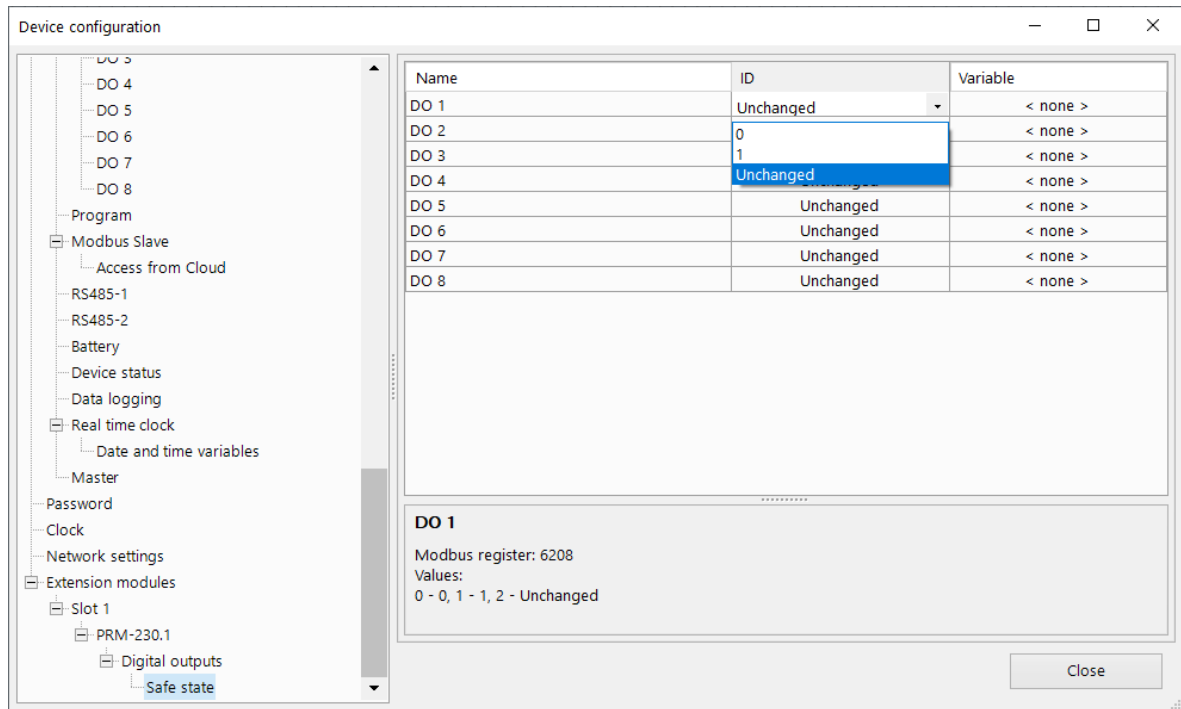 Device configuration
DO 3
DO 4
DO 5
DO 6
DO 7
DO 8
Program
Modbus Slave
Access from Cloud
RS485-1
RS485-2
Battery
Device status
Data logging
Real time clock
Date and time variables
Master
Password
Clock
Network settings
Extension modules
Slot 1
PRM-230.1
Digital outputs
Safe state
Name ID Variable
DO 1 Unchanged < none >
DO 2 0 < none >
DO 3 1 < none >
DO 4 Unchanged < none >
DO 5 Unchanged < none >
DO 6 Unchanged < none >
DO 7 Unchanged < none >
DO 8 Unchanged < none >
DO 1
Modbus register: 6208
Values:
0 - 0, 1 - 1, 2 - Unchanged
Close